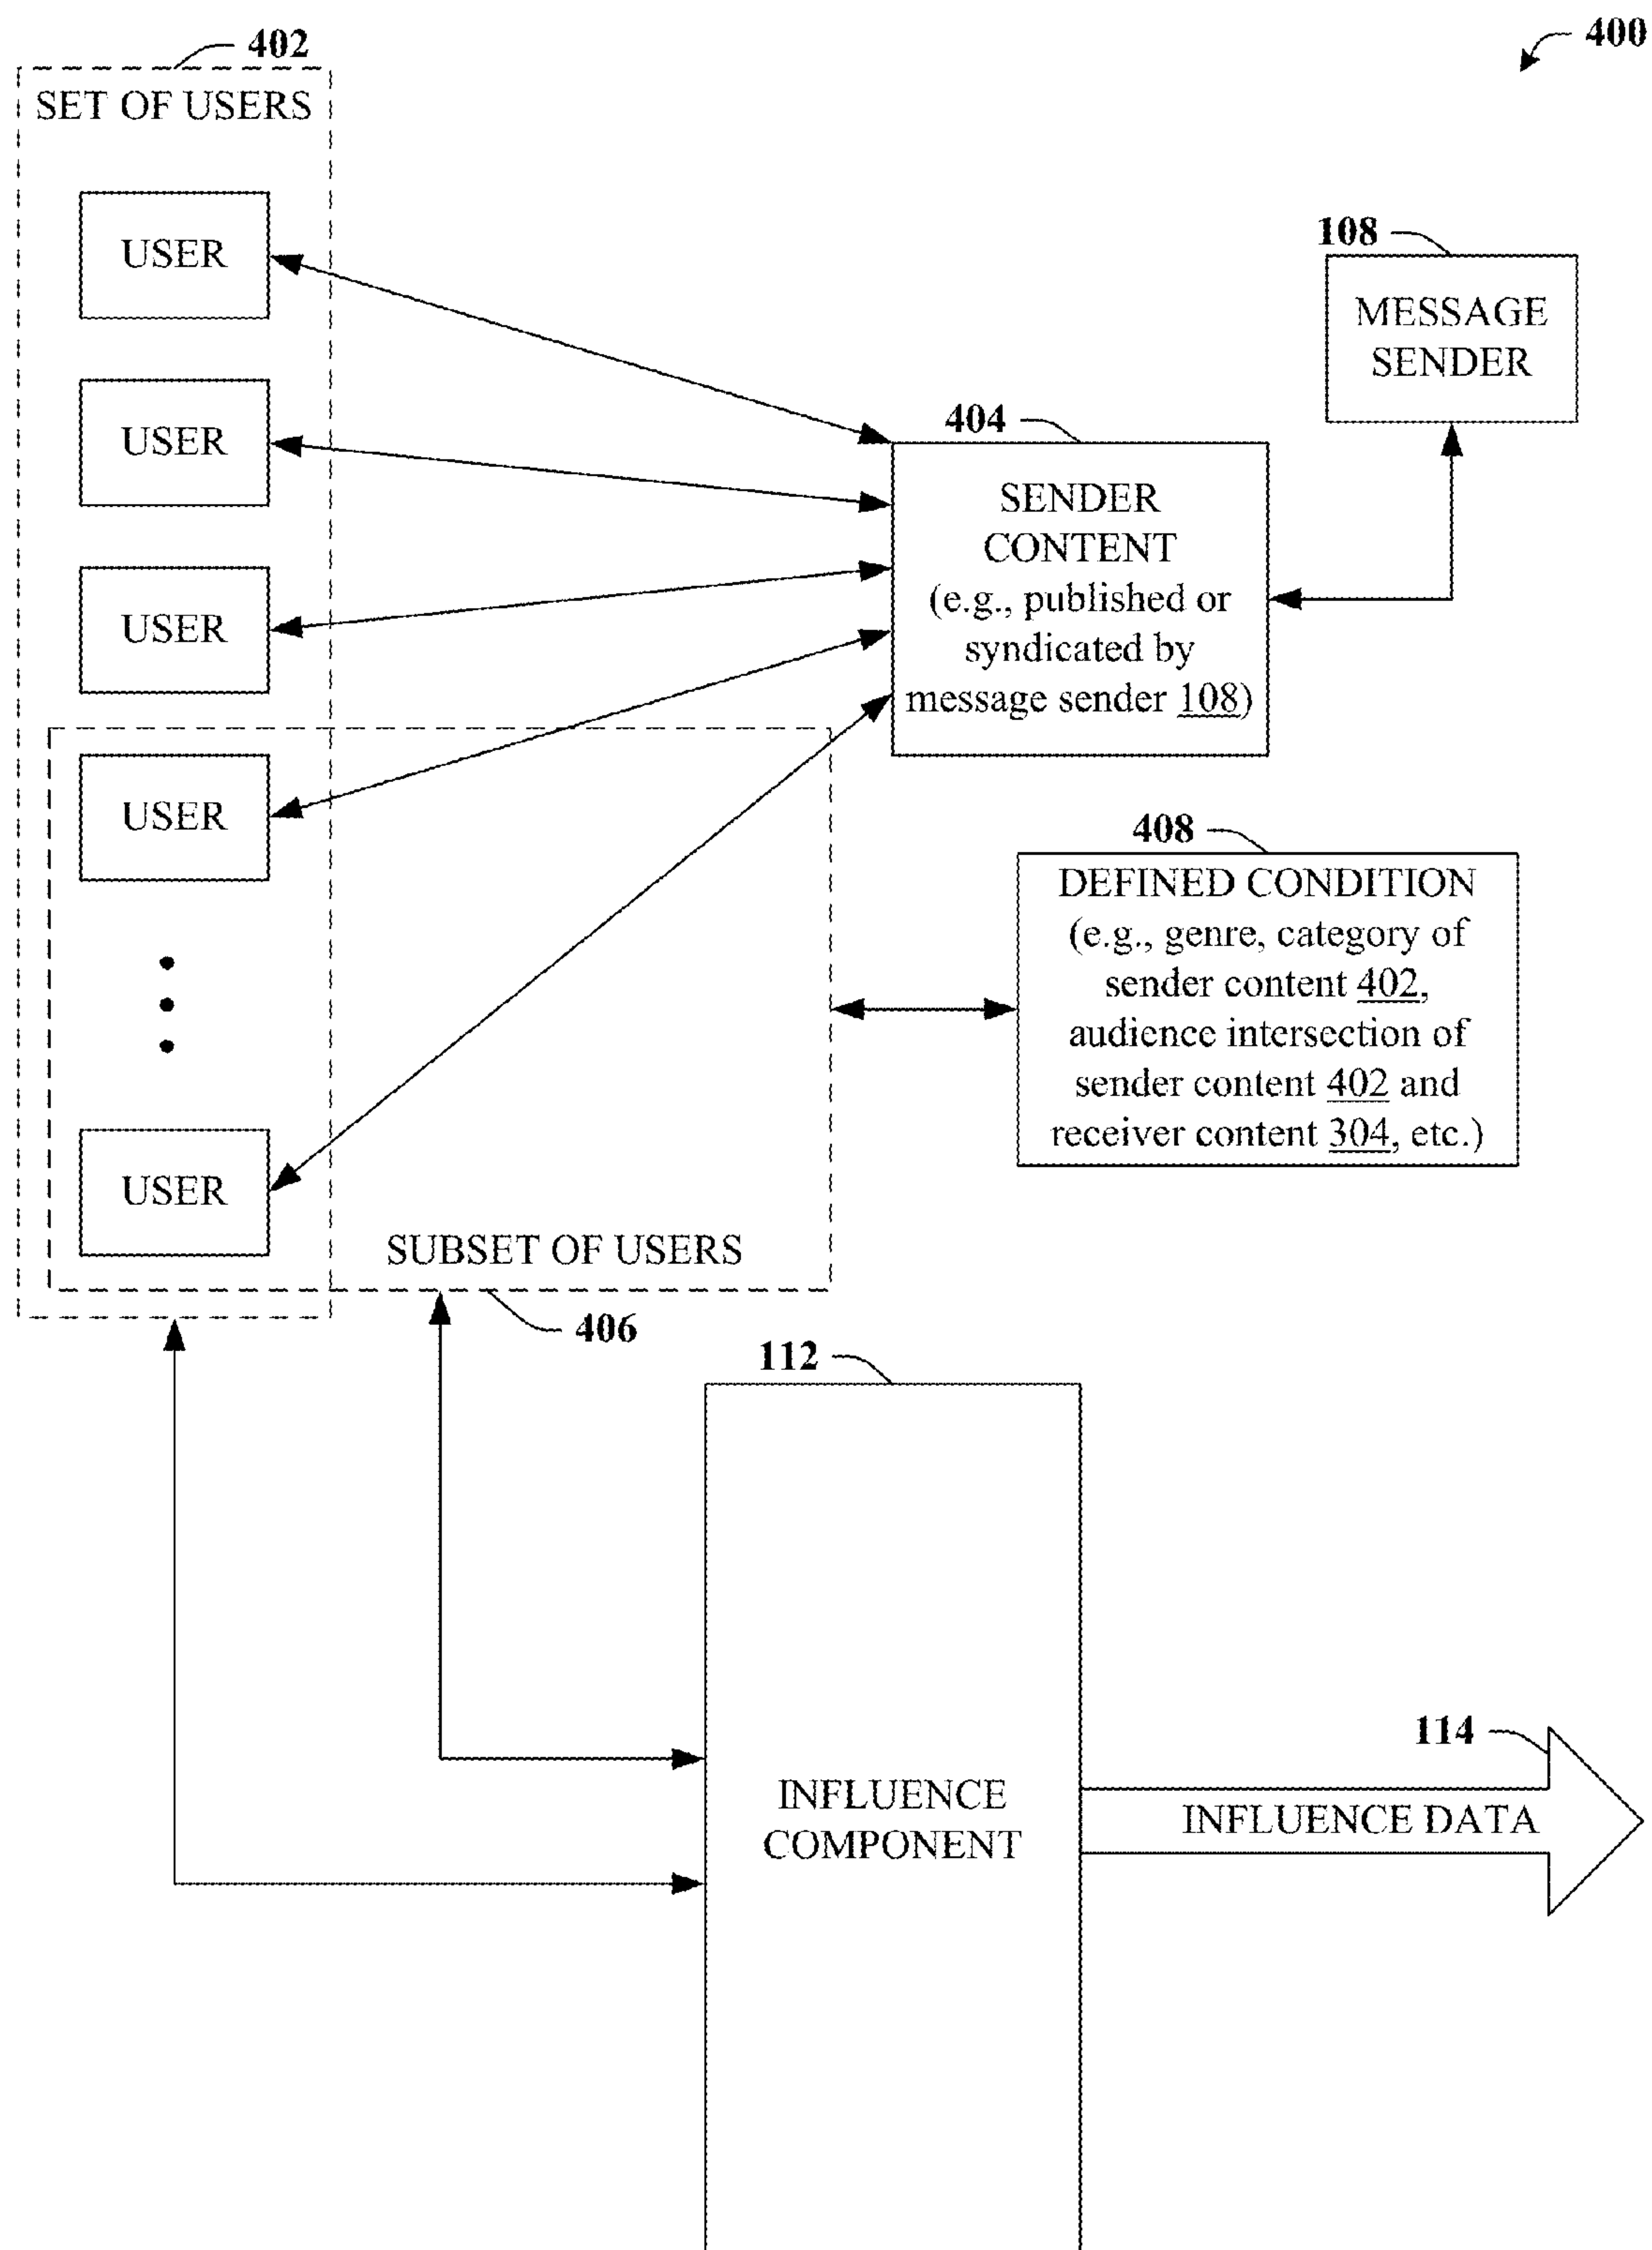 400
402
SET OF USERS
USER
USER
USER
USER
USER
108
MESSAGE
SENDER
404
SENDER
CONTENT
(e.g., published or
syndicated by
message sender 108)
408
DEFINED CONDITION
(e.g., genre, category of
sender content 402,
audience intersection of
sender content 402 and
receiver content 304, etc.)
SUBSET OF USERS
406
112
INFLUENCE
COMPONENT
114
INFLUENCE DATA